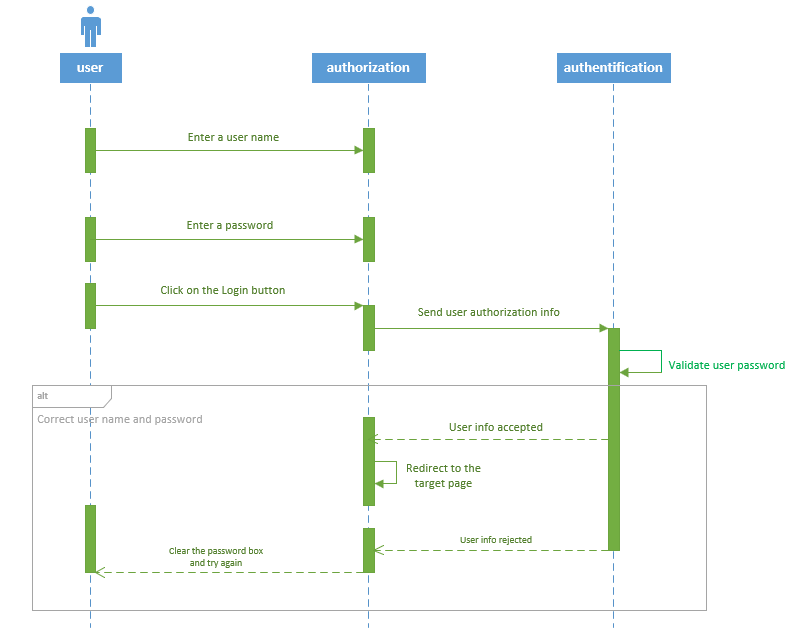 user
authorization
authentification
Enter a user name
Enter a password
Click on the Login button
Send user authorization info
Validate user password
alt
Correct user name and password
User info accepted
Redirect to the
target page
User info rejected
Clear the password box
and try again